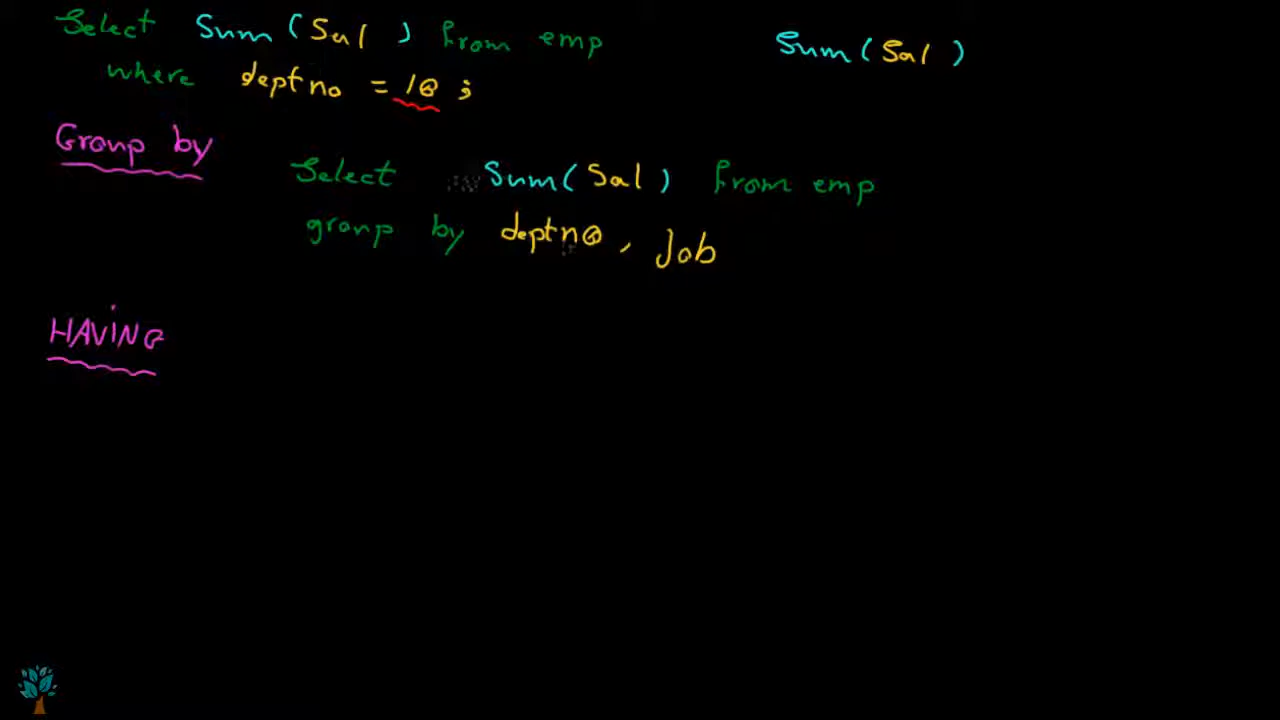 Select Sum(Sal) from emp
where deptno = 10;
Sum(Sal)
Group by
Select Sum(Sal) from emp
group by deptno, Job
HAVING